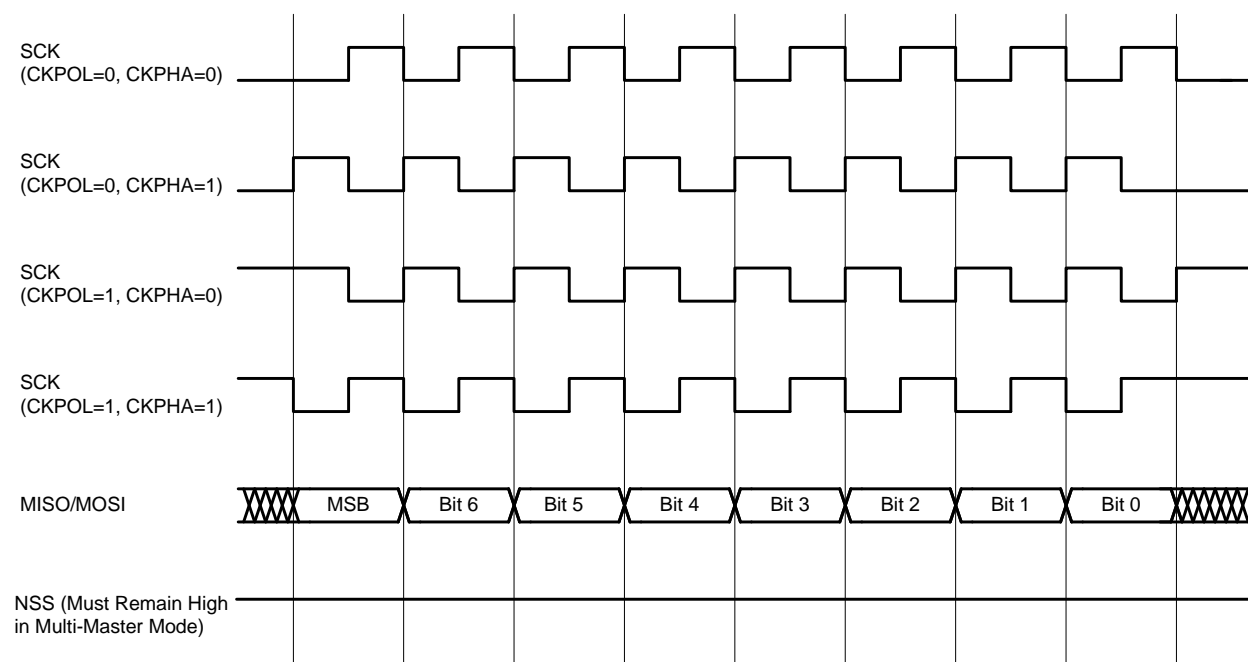 SCK
(CKPOL=0, CKPHA=0)
SCK
(CKPOL=0, CKPHA=1)
SCK
(CKPOL=1, CKPHA=0)
SCK
(CKPOL=1, CKPHA=1)
MISO/MOSI
MSB
Bit 6
Bit 5
Bit 4
Bit 3
Bit 2
Bit 1
Bit 0
NSS (Must Remain High
in Multi-Master Mode)